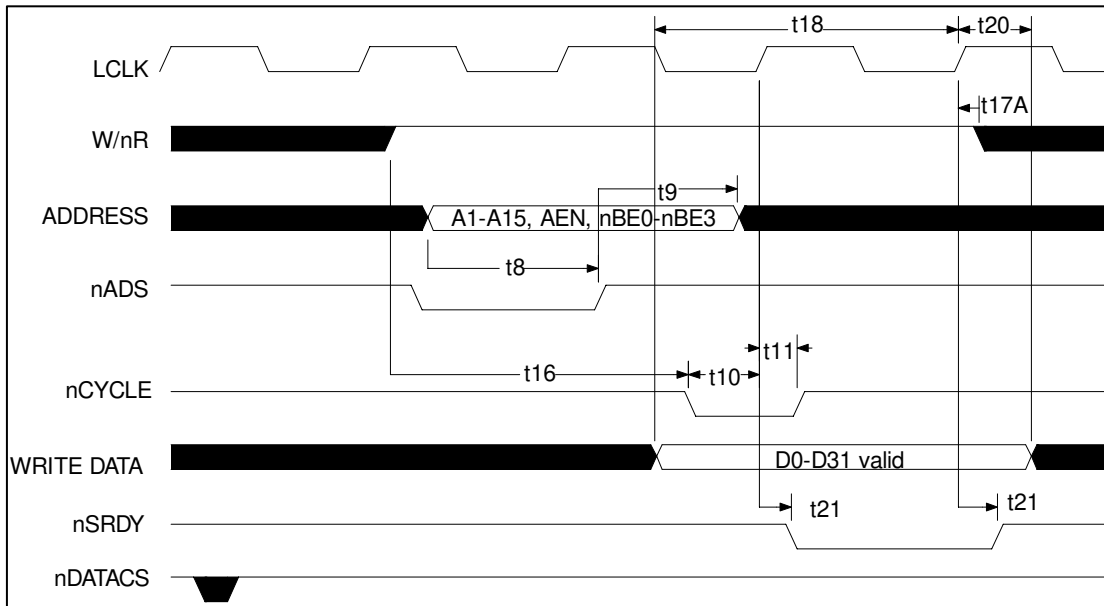 t18
t20
LCLK
t17A
W/nR
t9
ADDRESS
A1-A15, AEN, nBE0-nBE3
t8
nADS
t11
t16
t10
nCYCLE
WRITE DATA
D0-D31 valid
nSRDY
t21
t21
nDATACS